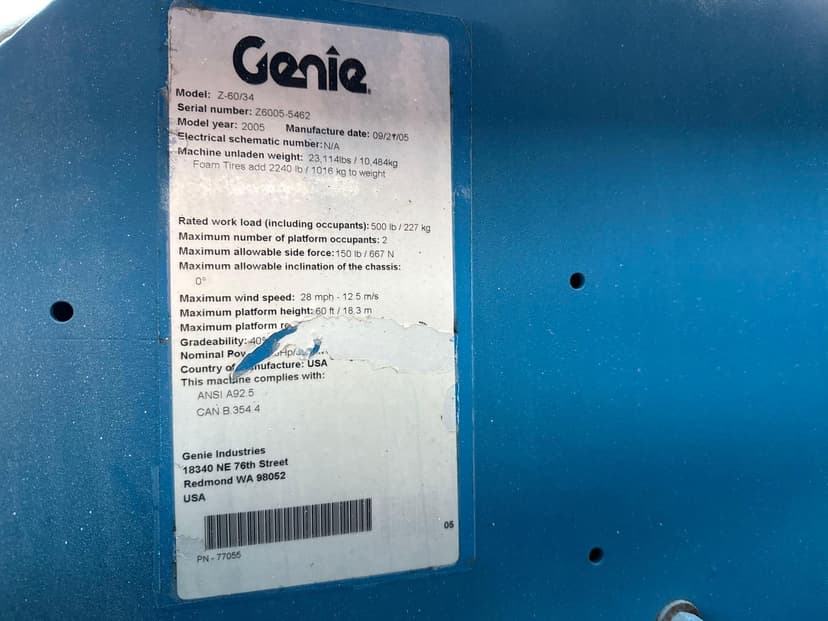 Genie
Model: Z-60/34
Serial number: Z6005-5462
Model year: 2005 Manufacture date: 09/21/05
Electrical schematic number: N/A
Machine unladen weight: 23,114lbs / 10,484kg
Foam Tires add 2240 lb / 1016 kg to weight
Rated work load (including occupants): 500 lb / 227 kg
Maximum number of platform occupants: 2
Maximum allowable side force: 150 lb / 667 N
Maximum allowable inclination of the chassis:
0°
Maximum wind speed: 28 mph - 12.5 m/s
Maximum platform height: 60 ft / 18.3 m
Maximum platform
Gradeability: 40%
Nominal
Country of
USA
This machine complies with:
ANSI A92.5
CAN B.354.4
Genie Industries
18340 NE 76th Street
Redmond WA 98052
USA
05
PN - 77055